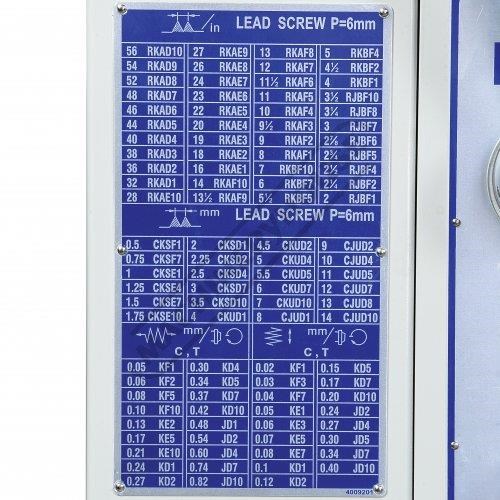 /in LEAD SCREW P=6mm
56 RKAD10 27 RKAE9 13 RKAF8 5 RKBF4
54 RKAD9 26 RKAE8 12 RKAF7 4½ RKBF2
52 RKAD8 24 RKAE7 11½ RKAF6 4 RKBF1
48 RKAD7 23 RKAE6 11 RKAF5 3½ RJBF10
46 RKAD6 22 RKAE5 10 RKAF4 3¼ RJBF8
44 RKAD5 20 RKAE4 9½ RKAF3 3 RJBF7
40 RKAD4 19 RKAE3 9 RKAF2 2⅞ RJBF6
38 RKAD3 18 RKAE2 8 RKAF1 2¾ RJBF5
36 RKAD2 16 RKAE1 7 RKBF10 2½ RJBF4
32 RKAD1 14 RKAF10 6 RKBF7 2¼ RJBF2
28 RKAE10 13½ RKAF9 5½ RKBF5 2 RJBF1
mm LEAD SCREW P=6mm
0.5 CKSF1 2 CKSD1 4.5 CKUD2 9 CJUD2
0.75 CKSF7 2.25 CKSD2 5 CKUD4 10 CJUD4
1 CKSE1 2.5 CKSD4 5.5 CKUD5 11 CJUD5
1.25 CKSE4 3 CKSD7 6 CKUD7 12 CJUD7
1.5 CKSE7 3.5 CKSD10 7 CKUD10 13 CJUD8
1.75 CKSE10 4 CKUD1 8 CJUD1 14 CJUD10
mm/ mm/
C,T C,T
0.05 KF1 0.30 KD4 0.02 KF1 0.15 KD5
0.06 KF2 0.34 KD5 0.03 KF3 0.17 KD7
0.08 KF5 0.37 KD7 0.04 KF7 0.20 KD10
0.10 KF10 0.42 KD10 0.05 KE1 0.24 JD2
0.13 KE2 0.48 JD1 0.06 KE3 0.27 JD4
0.17 KE5 0.54 JD2 0.07 KE5 0.30 JD5
0.21 KE10 0.60 JD4 0.08 KE7 0.34 JD7
0.24 KD1 0.74 JD7 0.1 KD1 0.40 JD10
0.27 KD2 0.82 JD10 0.12 KD2
4009201